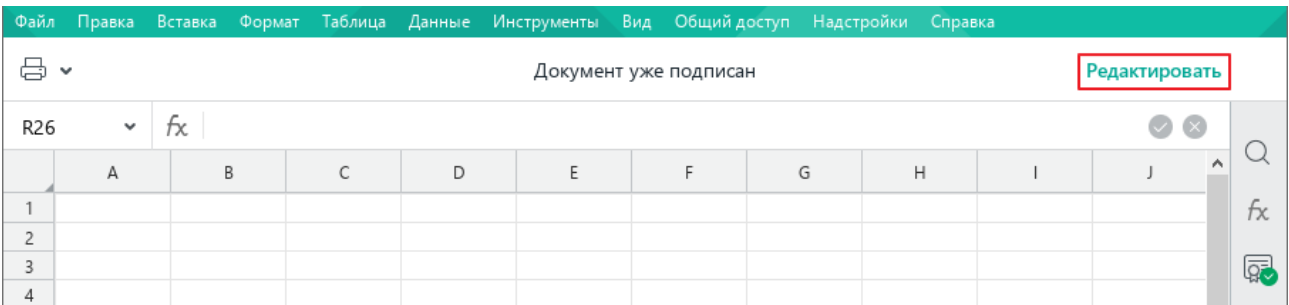 Файл Правка Вставка Формат Таблица Данные Инструменты Вид Общий доступ Надстройки Справка
Документ уже подписан Редактировать
R26 fx
A B C D E F G H I J
1 fx
2
3
4